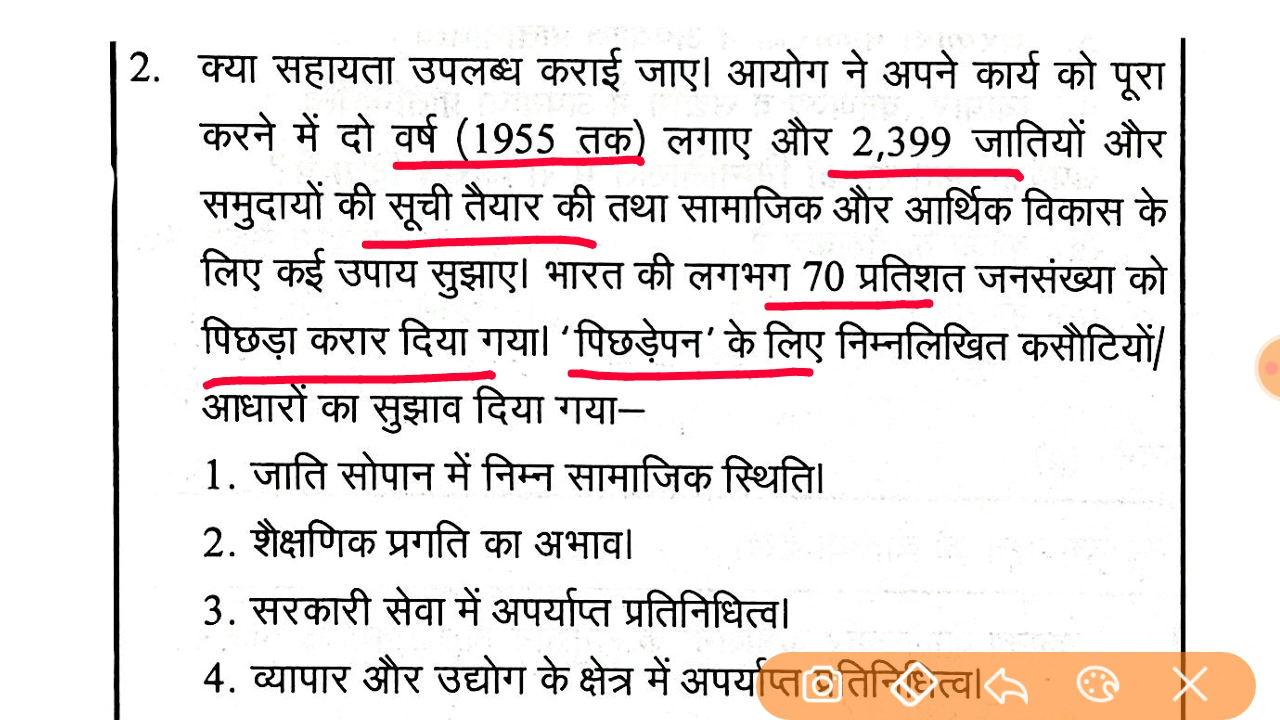 2. क्या सहायता उपलब्ध कराई जाए। आयोग ने अपने कार्य को पूरा
करने में दो वर्ष (1955 तक) लगाए और 2,399 जातियों और
समुदायों की सूची तैयार की तथा सामाजिक और आर्थिक विकास के
लिए कई उपाय सुझाए। भारत की लगभग 70 प्रतिशत जनसंख्या को
पिछड़ा करार दिया गया। ‘पिछड़ेपन’ के लिए निम्नलिखित कसौटियों/
आधारों का सुझाव दिया गया–
1. जाति सोपान में निम्न सामाजिक स्थिति।
2. शैक्षणिक प्रगति का अभाव।
3. सरकारी सेवा में अपर्याप्त प्रतिनिधित्व।
4. व्यापार और उद्योग के क्षेत्र में अपर्याप्त प्रतिनिधित्व।